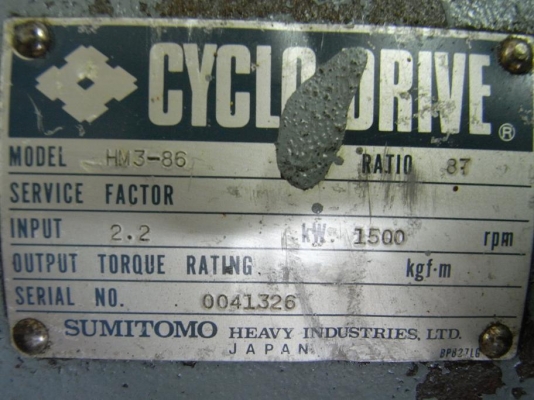 CYCLO DRIVE ®
MODEL HM3-86 RATIO 87
SERVICE FACTOR
INPUT 2.2 kW. 1500 rpm
OUTPUT TORQUE RATING kgf·m
SERIAL NO. 0041326
SUMITOMO HEAVY INDUSTRIES, LTD.
JAPAN